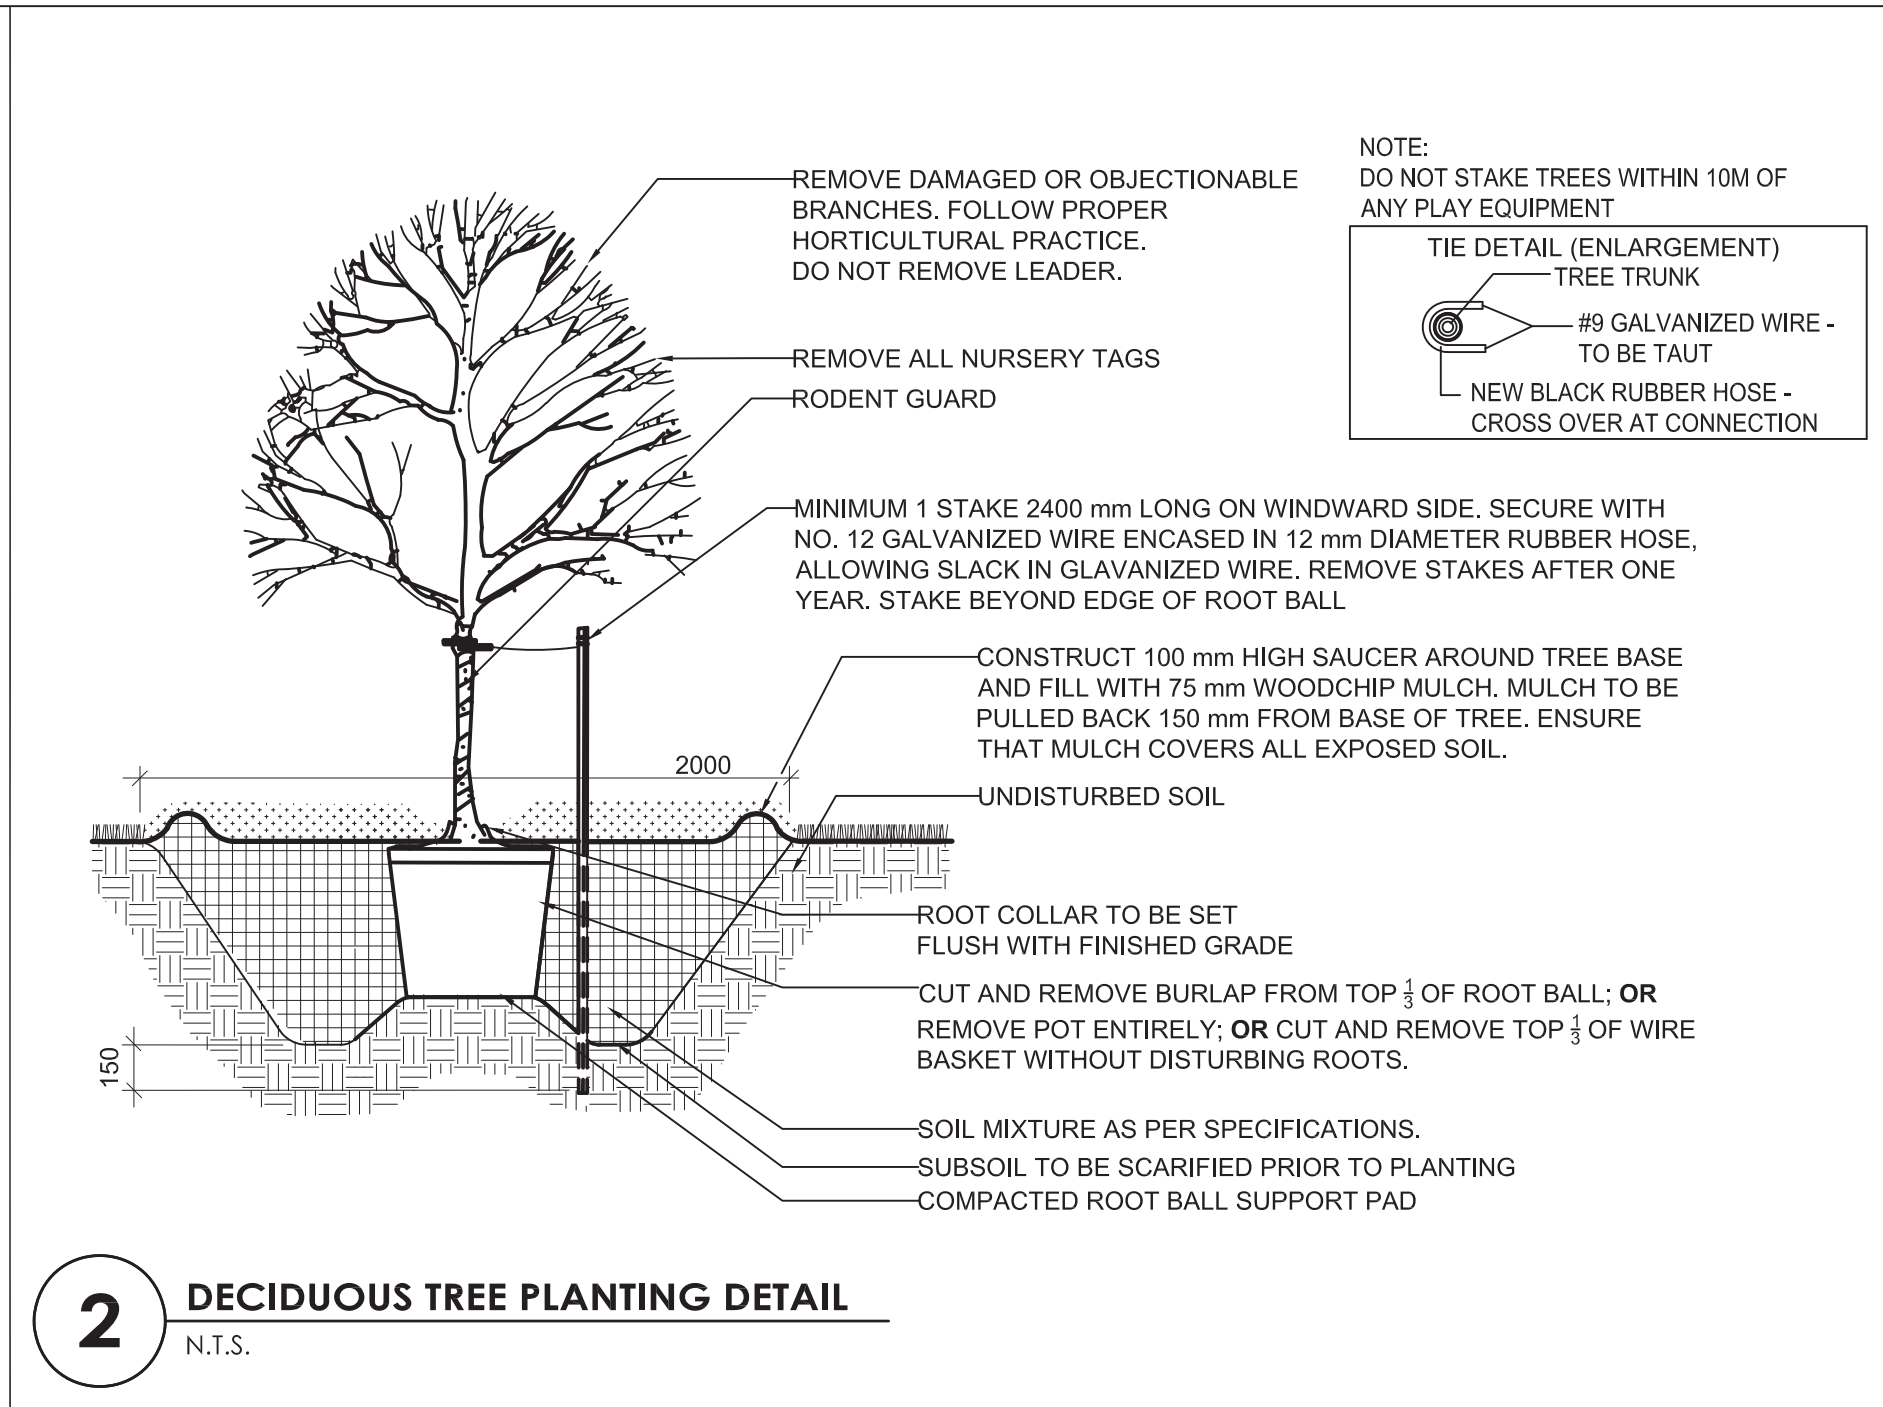 REMOVE DAMAGED OR OBJECTIONABLE
BRANCHES. FOLLOW PROPER
HORTICULTURAL PRACTICE.
DO NOT REMOVE LEADER.
REMOVE ALL NURSERY TAGS
RODENT GUARD
NOTE:
DO NOT STAKE TREES WITHIN 10M OF
ANY PLAY EQUIPMENT
TIE DETAIL (ENLARGEMENT)
TREE TRUNK
#9 GALVANIZED WIRE -
TO BE TAUT
NEW BLACK RUBBER HOSE -
CROSS OVER AT CONNECTION
MINIMUM 1 STAKE 2400 mm LONG ON WINDWARD SIDE. SECURE WITH
NO. 12 GALVANIZED WIRE ENCASED IN 12 mm DIAMETER RUBBER HOSE,
ALLOWING SLACK IN GLAVANIZED WIRE. REMOVE STAKES AFTER ONE
YEAR. STAKE BEYOND EDGE OF ROOT BALL
CONSTRUCT 100 mm HIGH SAUCER AROUND TREE BASE
AND FILL WITH 75 mm WOODCHIP MULCH. MULCH TO BE
PULLED BACK 150 mm FROM BASE OF TREE. ENSURE
THAT MULCH COVERS ALL EXPOSED SOIL.
2000
UNDISTURBED SOIL
ROOT COLLAR TO BE SET
FLUSH WITH FINISHED GRADE
CUT AND REMOVE BURLAP FROM TOP 1/3 OF ROOT BALL; OR
REMOVE POT ENTIRELY; OR CUT AND REMOVE TOP 1/3 OF WIRE
BASKET WITHOUT DISTURBING ROOTS.
150
SOIL MIXTURE AS PER SPECIFICATIONS.
SUBSOIL TO BE SCARIFIED PRIOR TO PLANTING
COMPACTED ROOT BALL SUPPORT PAD
2
DECIDUOUS TREE PLANTING DETAIL
N.T.S.